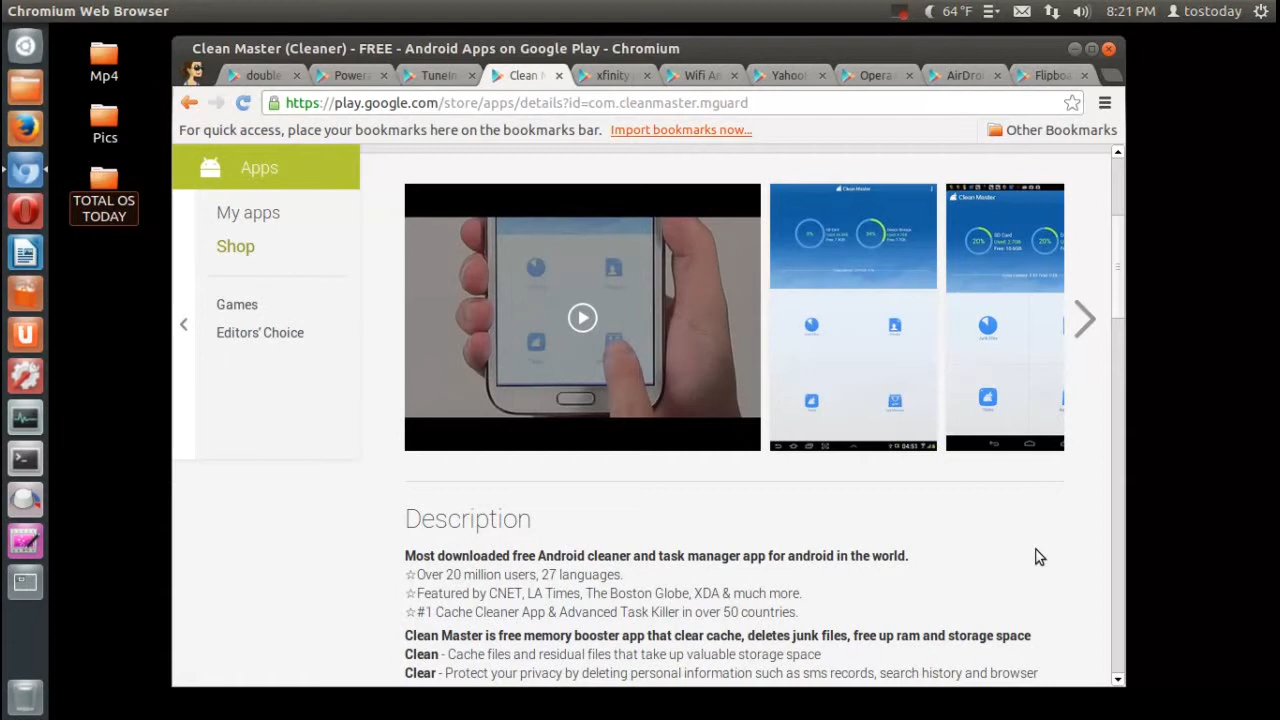 Chromium Web Browser
64 °F
8:21 PM
tostoday
Mp4
Pics
TOTAL OS
TODAY
Clean Master (Cleaner) - FREE - Android Apps on Google Play - Chromium
double
Power
TuneIn
Clean
xfinity
Wifi An
Yahoo
Opera
AirDro
Flipbo
https://play.google.com/store/apps/details?id=com.cleanmaster.mguard
For quick access, place your bookmarks here on the bookmarks bar. Import bookmarks now...
Other Bookmarks
Apps
My apps
Shop
Games
Editors' Choice
Clean Master
Clean Master
20%
20%
04:51
Description
Most downloaded free Android cleaner and task manager app for android in the world.
☆Over 20 million users, 27 languages.
☆Featured by CNET, LA Times, The Boston Globe, XDA & much more.
☆#1 Cache Cleaner App & Advanced Task Killer in over 50 countries.
Clean Master is free memory booster app that clear cache, deletes junk files, free up ram and storage space
Clean - Cache files and residual files that take up valuable storage space
Clear - Protect your privacy by deleting personal information such as sms records, search history and browser